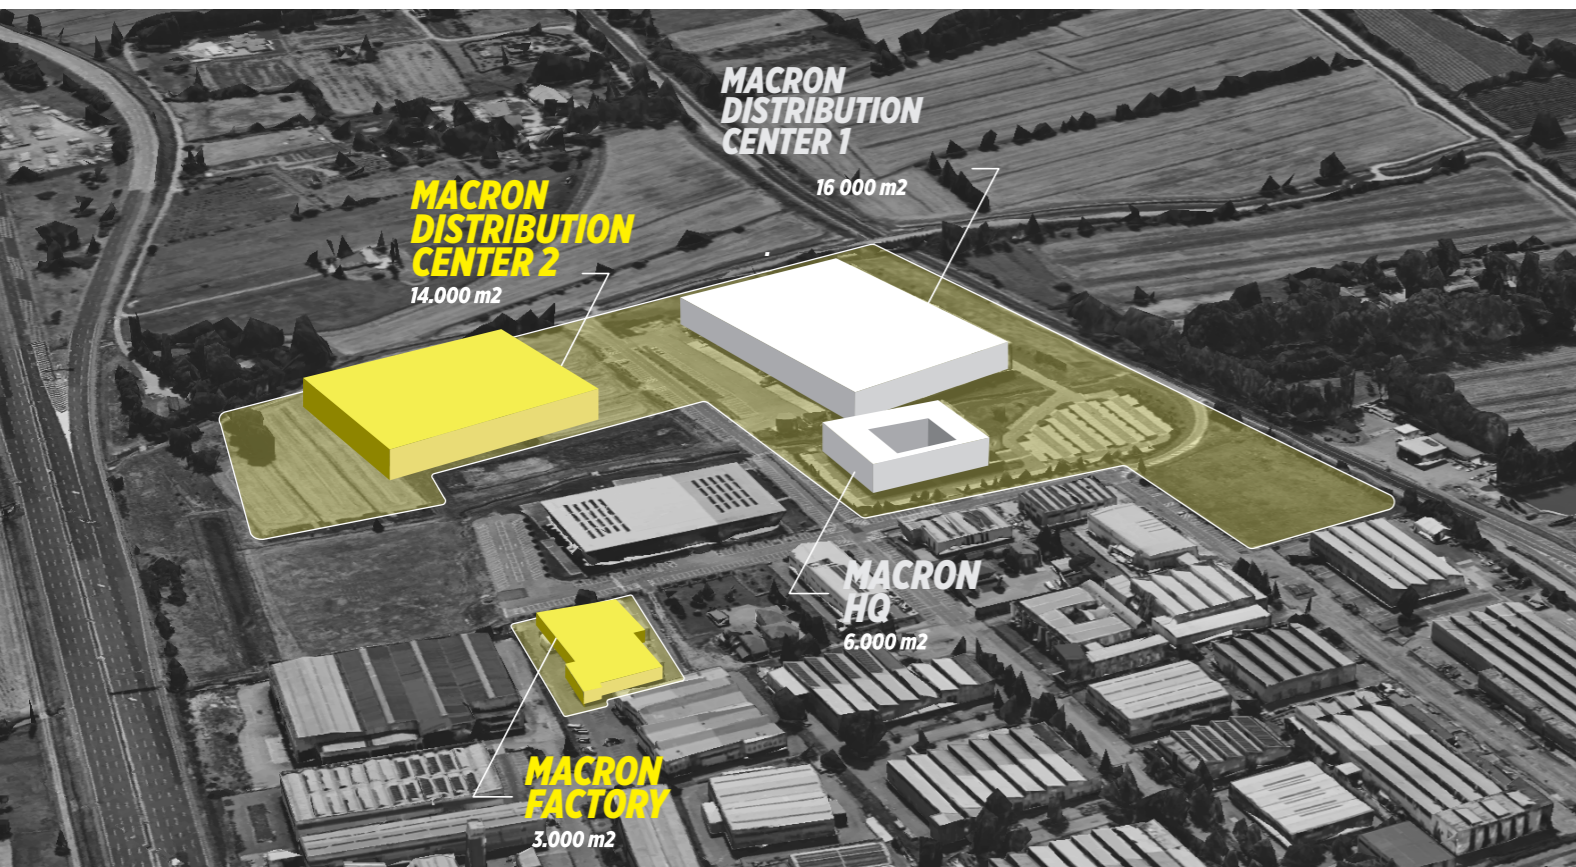 MACRON
DISTRIBUTION
CENTER 1
16 000 m2
MACRON
DISTRIBUTION
CENTER 2
14.000 m2
MACRON
HQ
6.000 m2
MACRON
FACTORY
3.000 m2